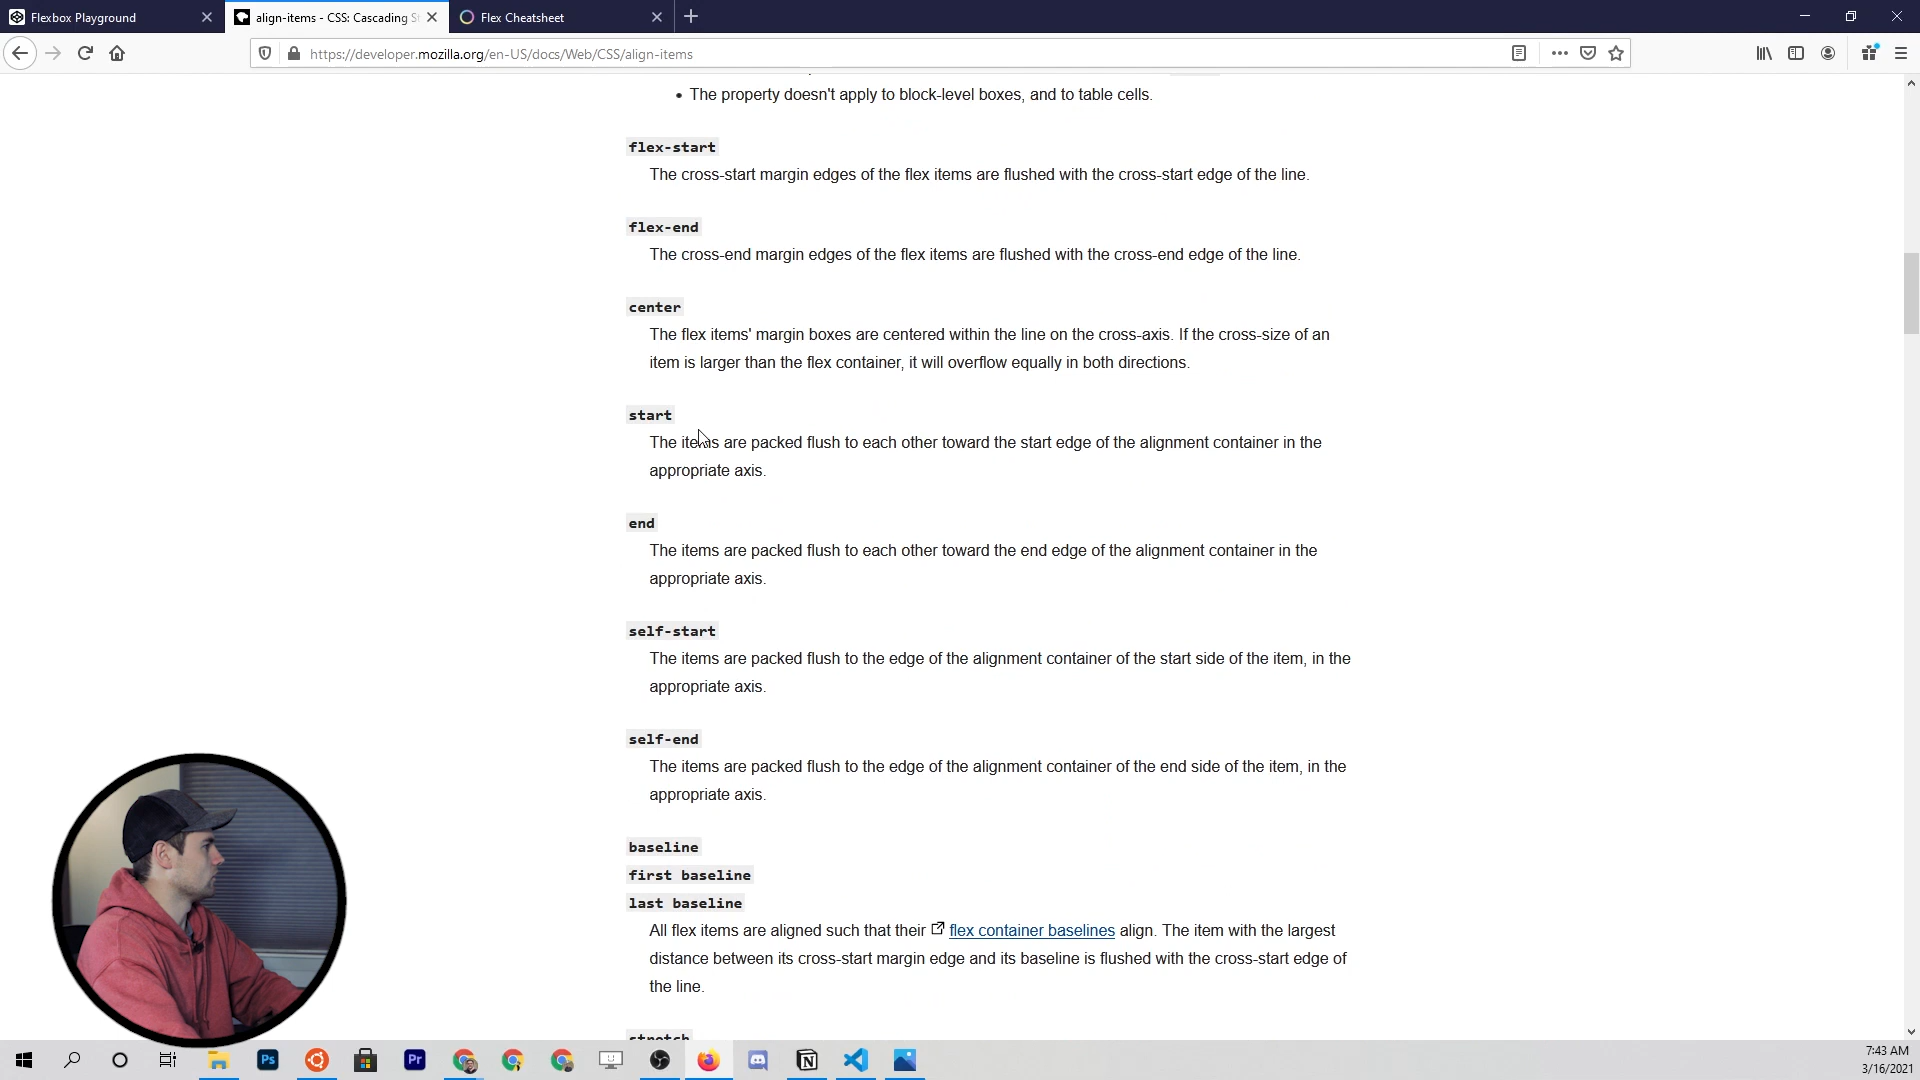 Flexbox Playground
align-items - CSS: Cascading St
Flex Cheatsheet
https://developer.mozilla.org/en-US/docs/Web/CSS/align-items
• The property doesn't apply to block-level boxes, and to table cells.
flex-start
The cross-start margin edges of the flex items are flushed with the cross-start edge of the line.
flex-end
The cross-end margin edges of the flex items are flushed with the cross-end edge of the line.
center
The flex items' margin boxes are centered within the line on the cross-axis. If the cross-size of an
item is larger than the flex container, it will overflow equally in both directions.
start
The items are packed flush to each other toward the start edge of the alignment container in the
appropriate axis.
end
The items are packed flush to each other toward the end edge of the alignment container in the
appropriate axis.
self-start
The items are packed flush to the edge of the alignment container of the start side of the item, in the
appropriate axis.
self-end
The items are packed flush to the edge of the alignment container of the end side of the item, in the
appropriate axis.
baseline
first baseline
last baseline
All flex items are aligned such that their flex container baselines align. The item with the largest
distance between its cross-start margin edge and its baseline is flushed with the cross-start edge of
the line.
stretch
Ps
Pr
7:43 AM
3/16/2021